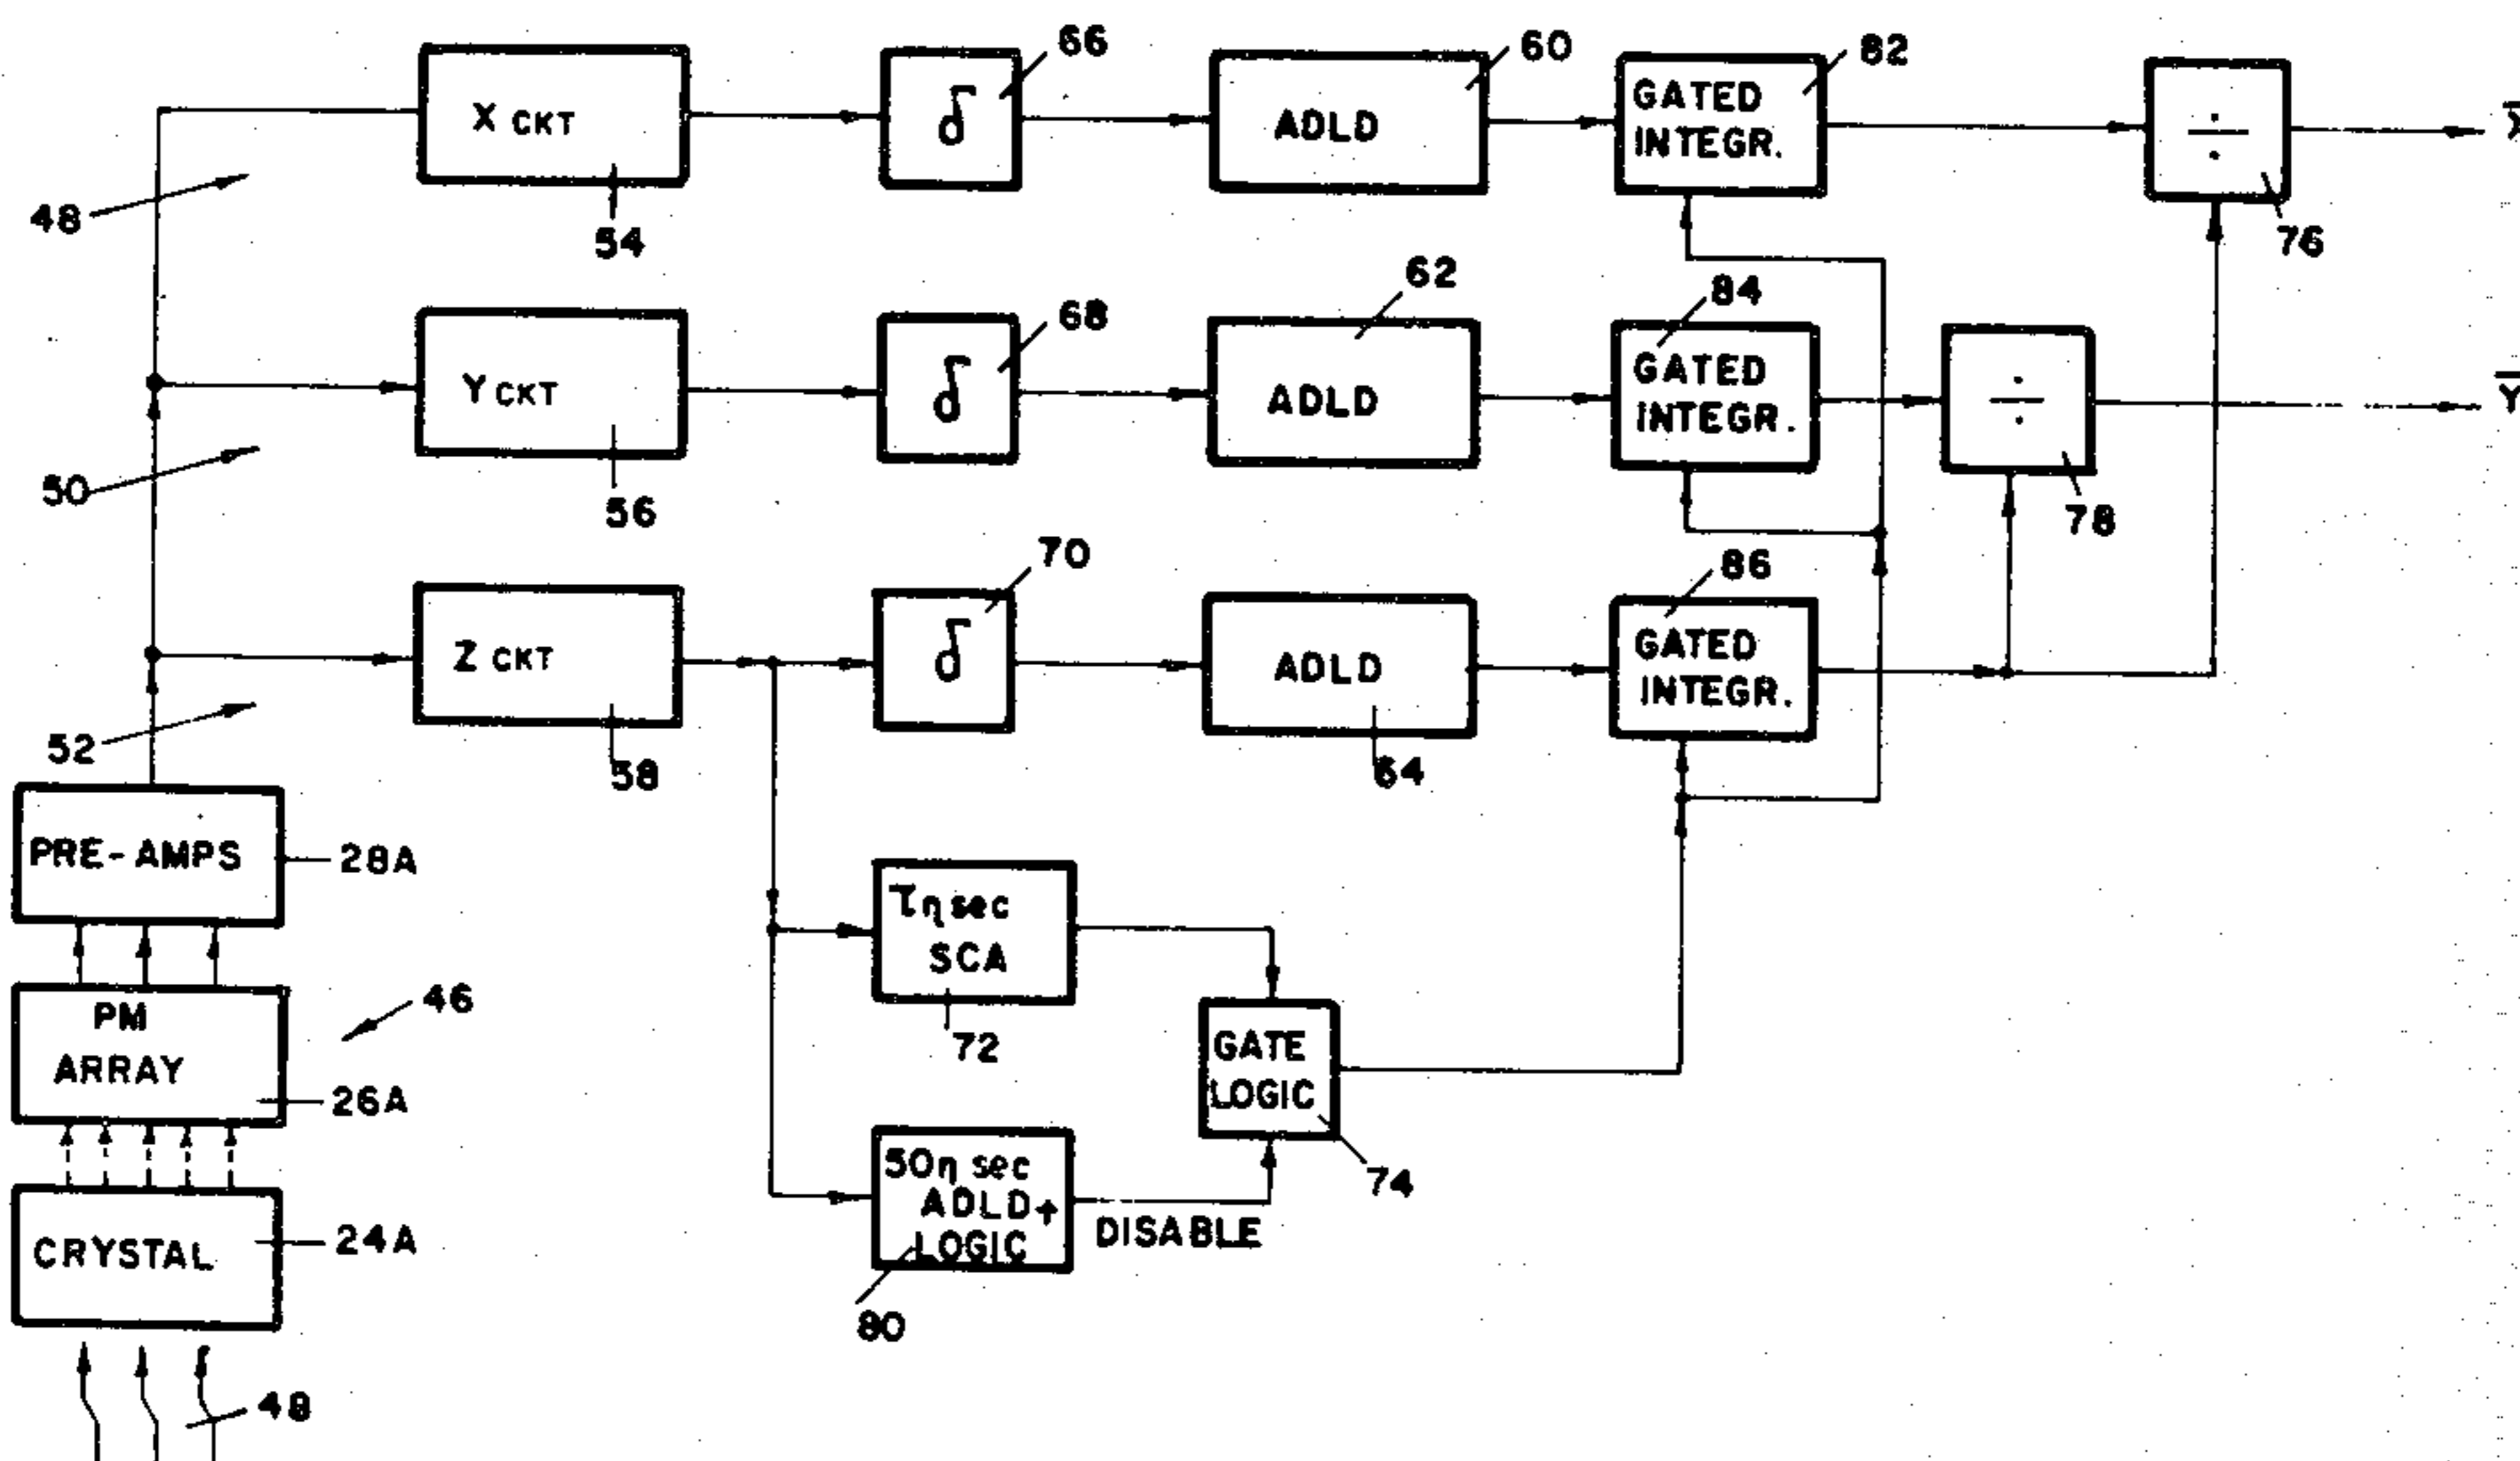 66
60
82
X CKT
δ
ADLD
GATED
INTEGR.
÷
48
54
76
62
84
68
Y CKT
δ
ADLD
GATED
INTEGR.
÷
50
56
78
70
86
Z CKT
δ
ADLD
GATED
INTEGR.
52
58
64
PRE-AMPS
28A
τηsec
SCA
72
PM
ARRAY
46
26A
GATE
LOGIC
74
50η sec
ADLD+
LOGIC
DISABLE
80
CRYSTAL
24A
48